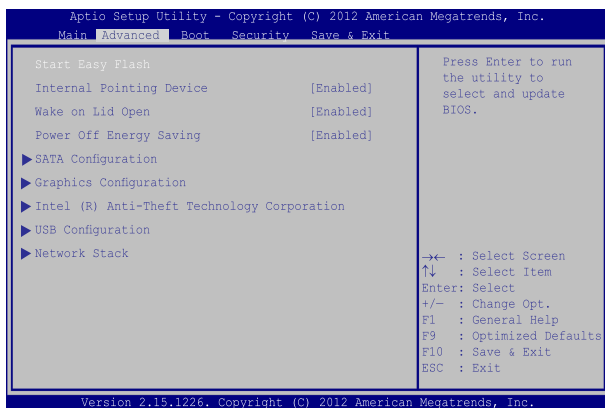 Aptio Setup Utility - Copyright (C) 2012 American Megatrends, Inc.
Main Advanced Boot Security Save & Exit
Start Easy Flash
Internal Pointing Device [Enabled]
Wake on Lid Open [Enabled]
Power Off Energy Saving [Enabled]
SATA Configuration
Graphics Configuration
Intel (R) Anti-Theft Technology Corporation
USB Configuration
Network Stack
Press Enter to run
the utility to
select and update
BIOS.
→← : Select Screen
↑↓ : Select Item
Enter: Select
+/— : Change Opt.
F1 : General Help
F9 : Optimized Defaults
F10 : Save & Exit
ESC : Exit
Version 2.15.1226. Copyright (C) 2012 American Megatrends, Inc.